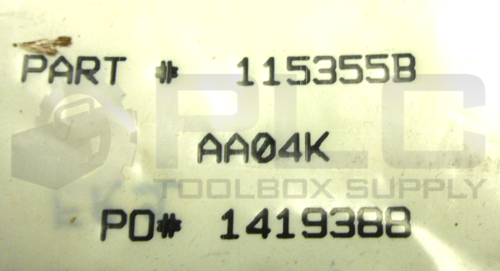 PART # 115355B
PLC
AA04K
TOOLBOX SUPPLY
PO# 1419388